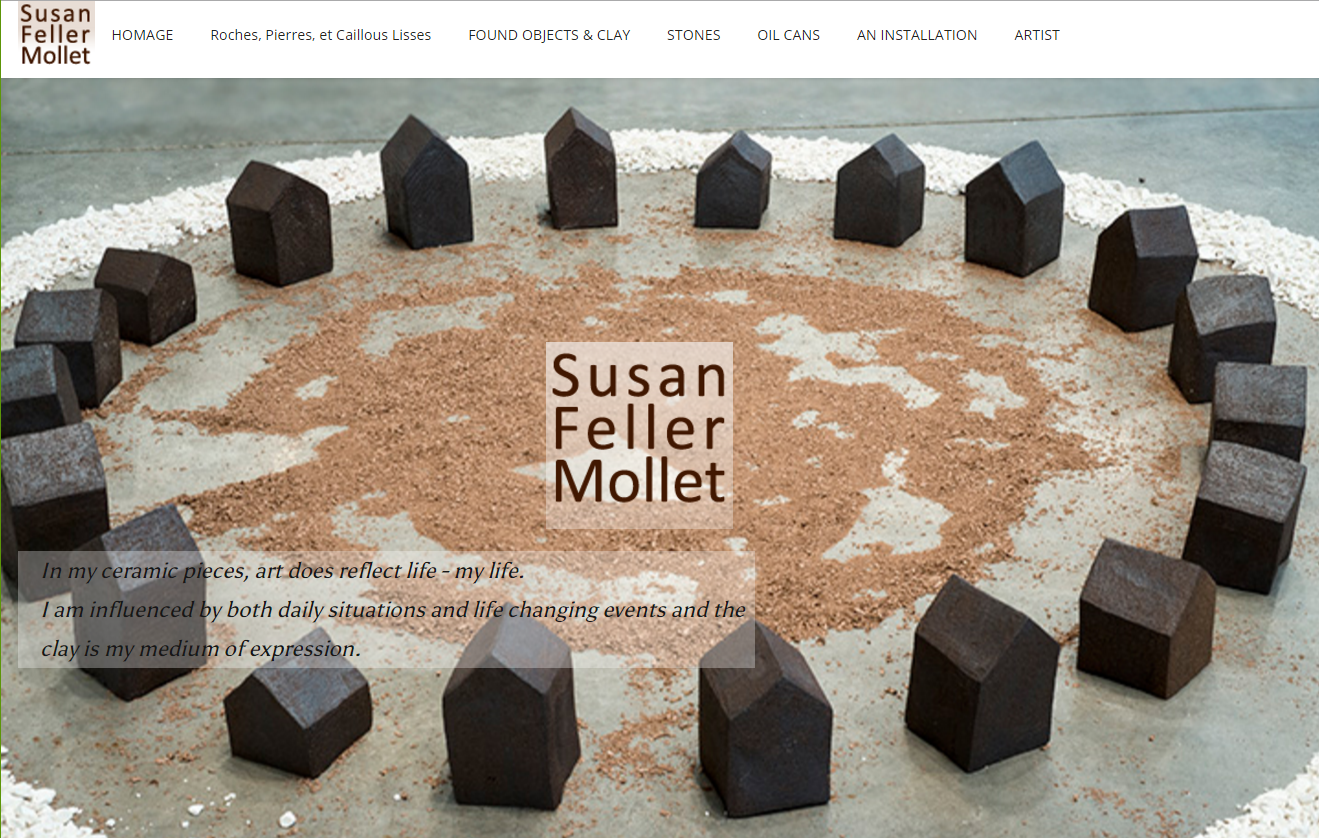 Susan
Feller
Mollet
HOMAGE Roches, Pierres, et Caillous Lisses FOUND OBJECTS & CLAY STONES OIL CANS AN INSTALLATION ARTIST
Susan
Feller
Mollet
In my ceramic pieces, art does reflect life - my life.
I am influenced by both daily situations and life changing events and the
clay is my medium of expression.